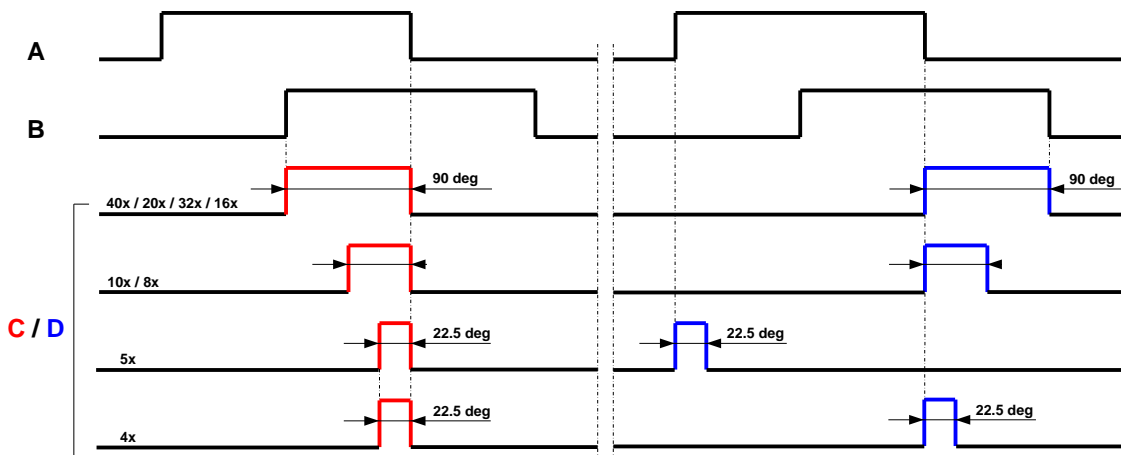 A
B
90 deg
90 deg
40x / 20x / 32x / 16x
10x / 8x
C / D
22.5 deg
22.5 deg
5x
22.5 deg
22.5 deg
4x